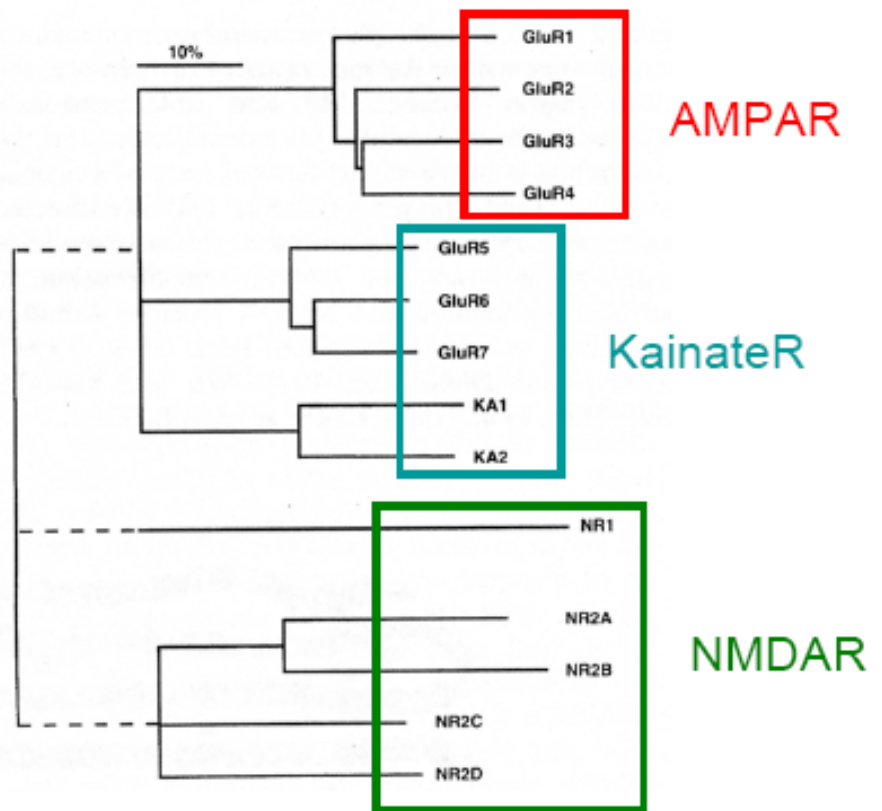 10%
GluR1
GluR2
GluR3
GluR4
AMPAR
GluR5
GluR6
GluR7
KA1
KA2
KainateR
NR1
NR2A
NR2B
NR2C
NR2D
NMDAR